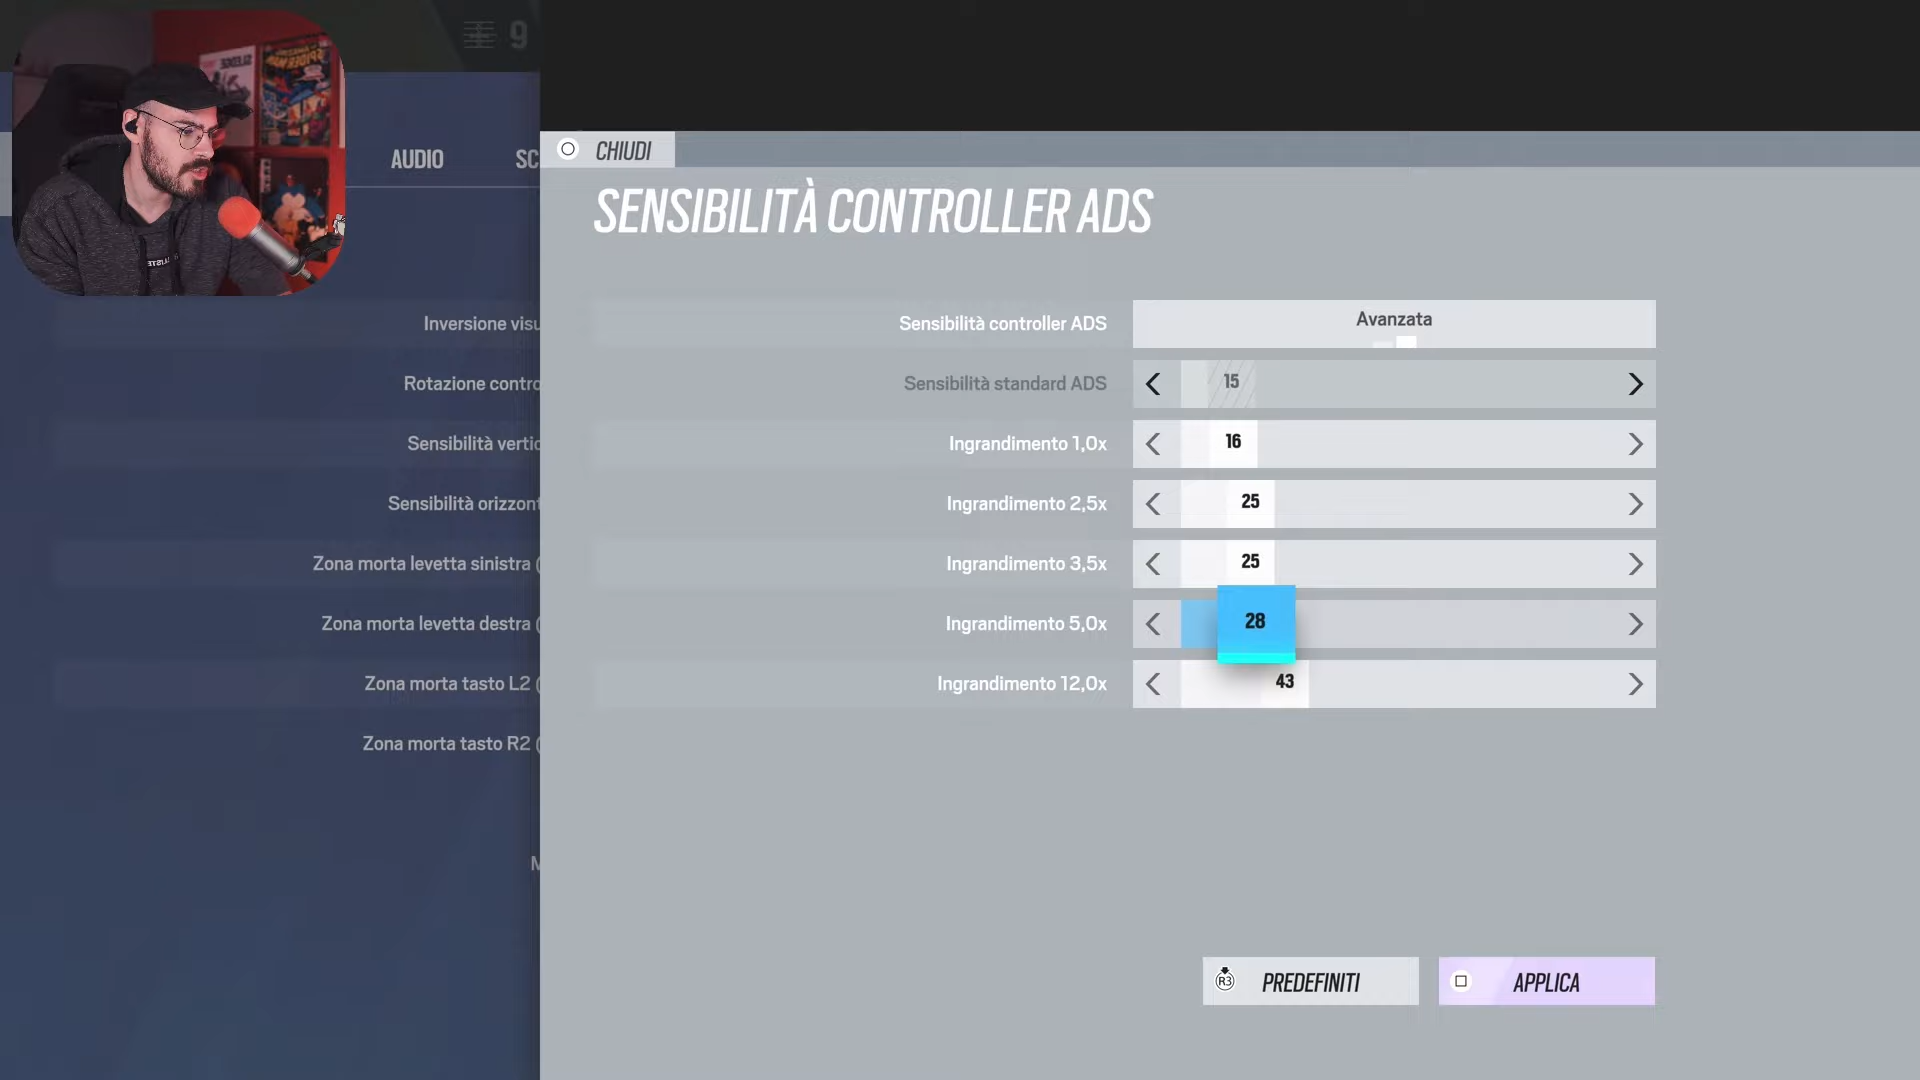 9
AUDIO
SC
CHIUDI
SENSIBILITÀ CONTROLLER ADS
Inversione visu
Sensibilità controller ADS
Avanzata
Rotazione contro
Sensibilità standard ADS
15
Sensibilità vertic
Ingrandimento 1,0x
16
Sensibilità orizzont
Ingrandimento 2,5x
25
Zona morta levetta sinistra (
Ingrandimento 3,5x
25
Zona morta levetta destra (
Ingrandimento 5,0x
28
Zona morta tasto L2 (
Ingrandimento 12,0x
43
Zona morta tasto R2 (
M
R3 PREDEFINITI
APPLICA